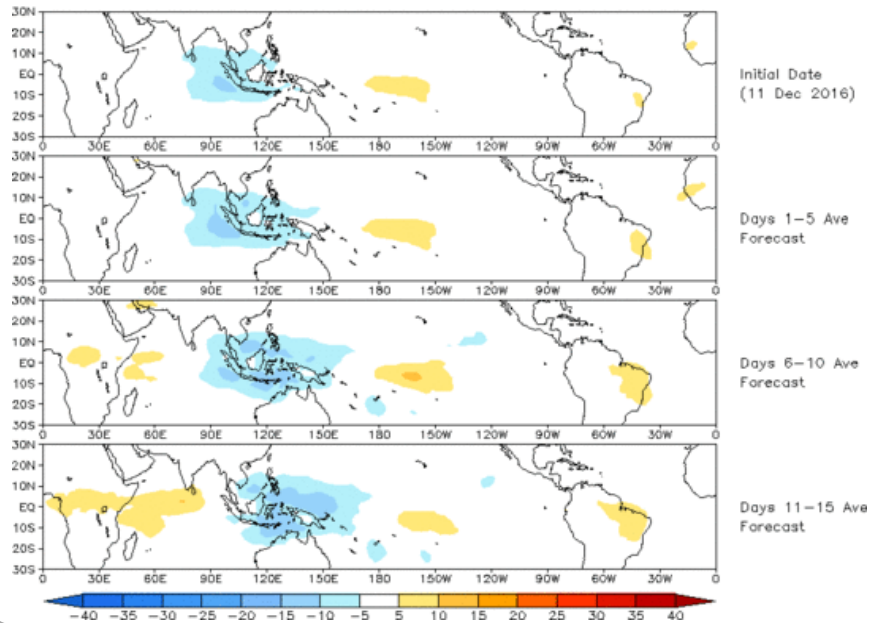 30N
20N
10N
EQ
10S
20S
30S
0 30E 60E 90E 120E 150E 180 150W 120W 90W 60W 30W 0
Initial Date
(11 Dec 2016)
30N
20N
10N
EQ
10S
20S
30S
0 30E 60E 90E 120E 150E 180 150W 120W 90W 60W 30W 0
Days 1-5 Ave
Forecast
30N
20N
10N
EQ
10S
20S
30S
0 30E 60E 90E 120E 150E 180 150W 120W 90W 60W 30W 0
Days 6-10 Ave
Forecast
30N
20N
10N
EQ
10S
20S
30S
0 30E 60E 90E 120E 150E 180 150W 120W 90W 60W 30W 0
Days 11-15 Ave
Forecast
-40 -35 -30 -25 -20 -15 -10 -5 5 10 15 20 25 30 35 40